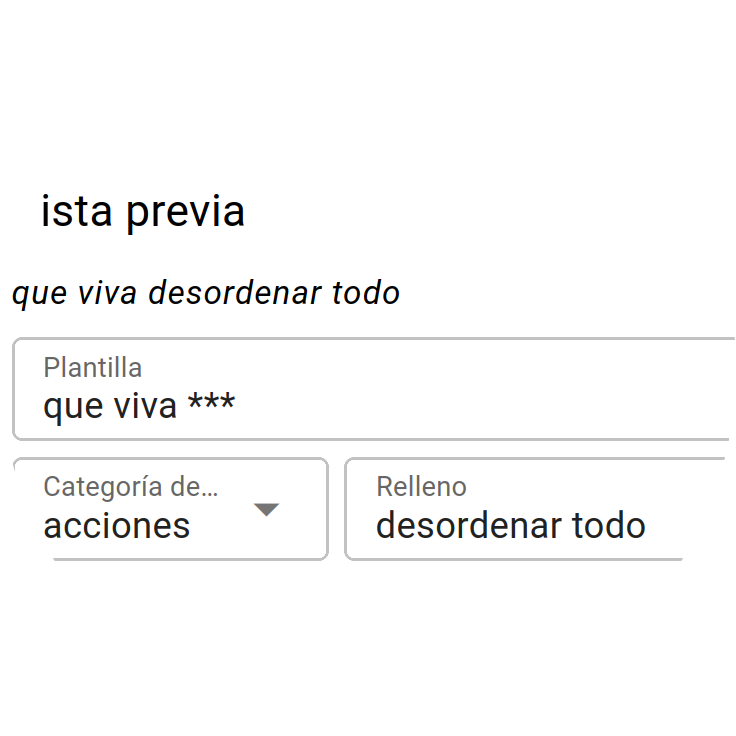 ista previa
que viva desordenar todo
Plantilla
que viva ***
Categoría de…
acciones
Relleno
desordenar todo